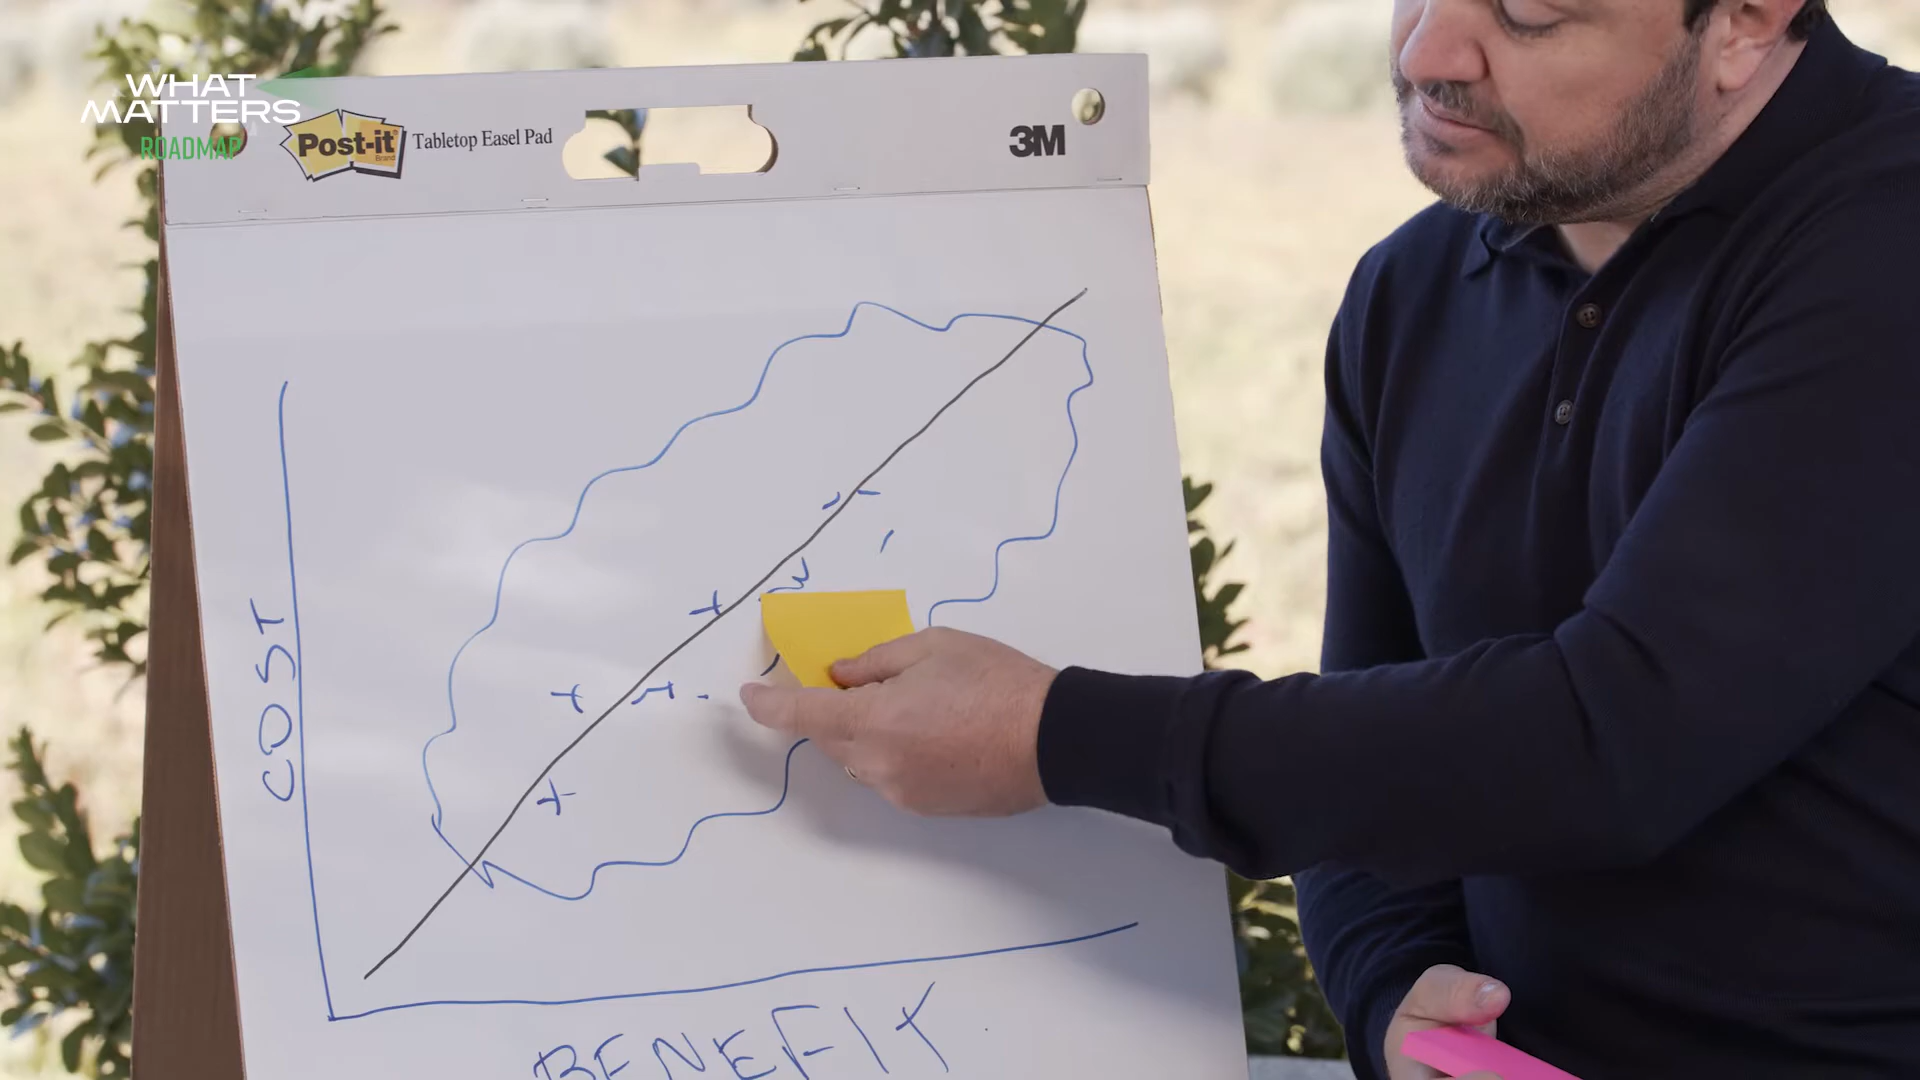 WHAT
MATTERS
ROADMAP
Post-it
Brand
Tabletop Easel Pad
3M
COST
BENEFIT